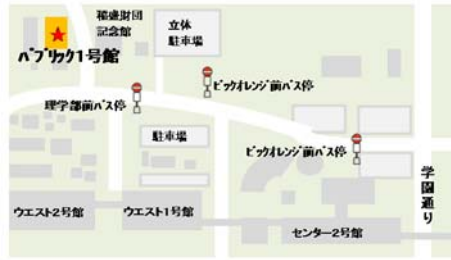 稲盛財団
記念館
立体
駐車場
パブリック1号館
ビックオレンジ前バス停
理学部前バス停
駐車場
ビックオレンジ前バス停
学園通り
ウエスト2号館
ウエスト1号館
センター2号館